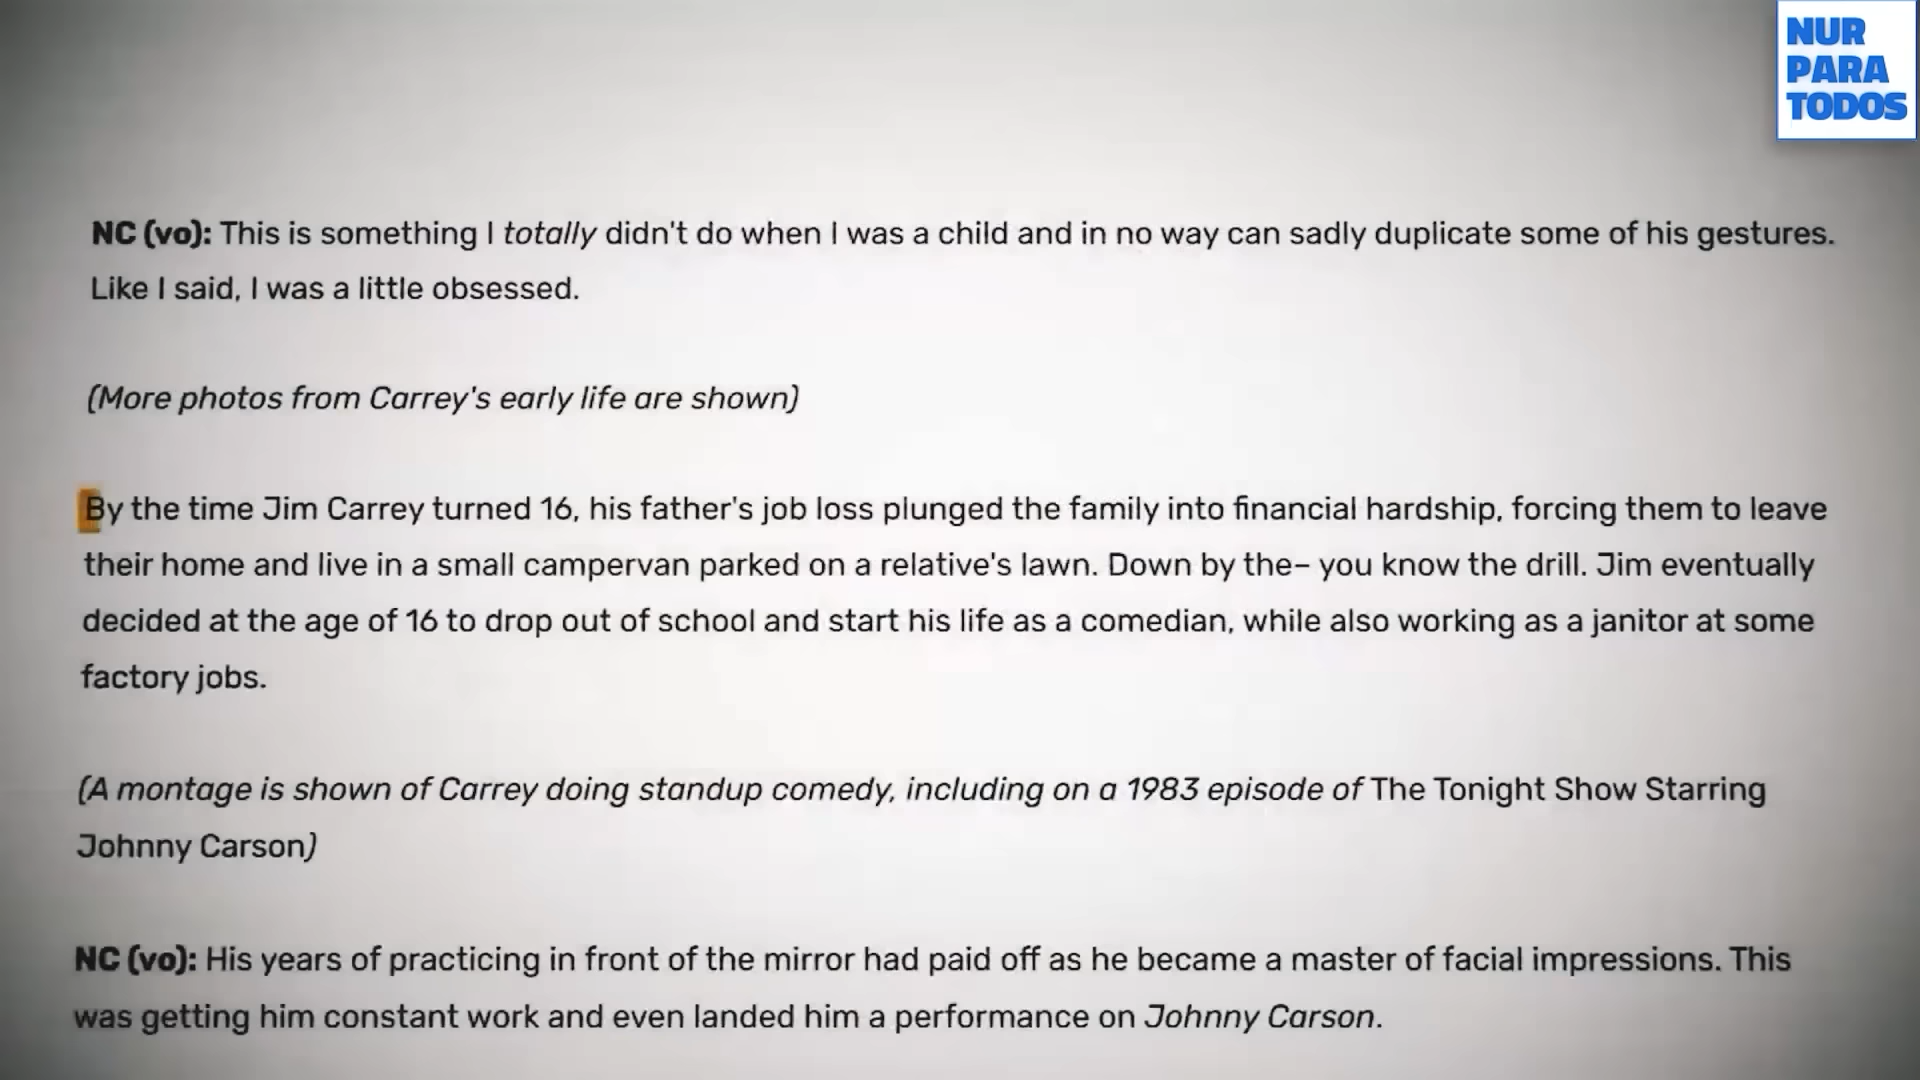 NUR
PARA
TODOS
NC (vo): This is something I totally didn't do when I was a child and in no way can sadly duplicate some of his gestures.
Like I said, I was a little obsessed.
(More photos from Carrey's early life are shown)
By the time Jim Carrey turned 16, his father's job loss plunged the family into financial hardship, forcing them to leave
their home and live in a small campervan parked on a relative's lawn. Down by the– you know the drill. Jim eventually
decided at the age of 16 to drop out of school and start his life as a comedian, while also working as a janitor at some
factory jobs.
(A montage is shown of Carrey doing standup comedy, including on a 1983 episode of The Tonight Show Starring
Johnny Carson)
NC (vo): His years of practicing in front of the mirror had paid off as he became a master of facial impressions. This
was getting him constant work and even landed him a performance on Johnny Carson.